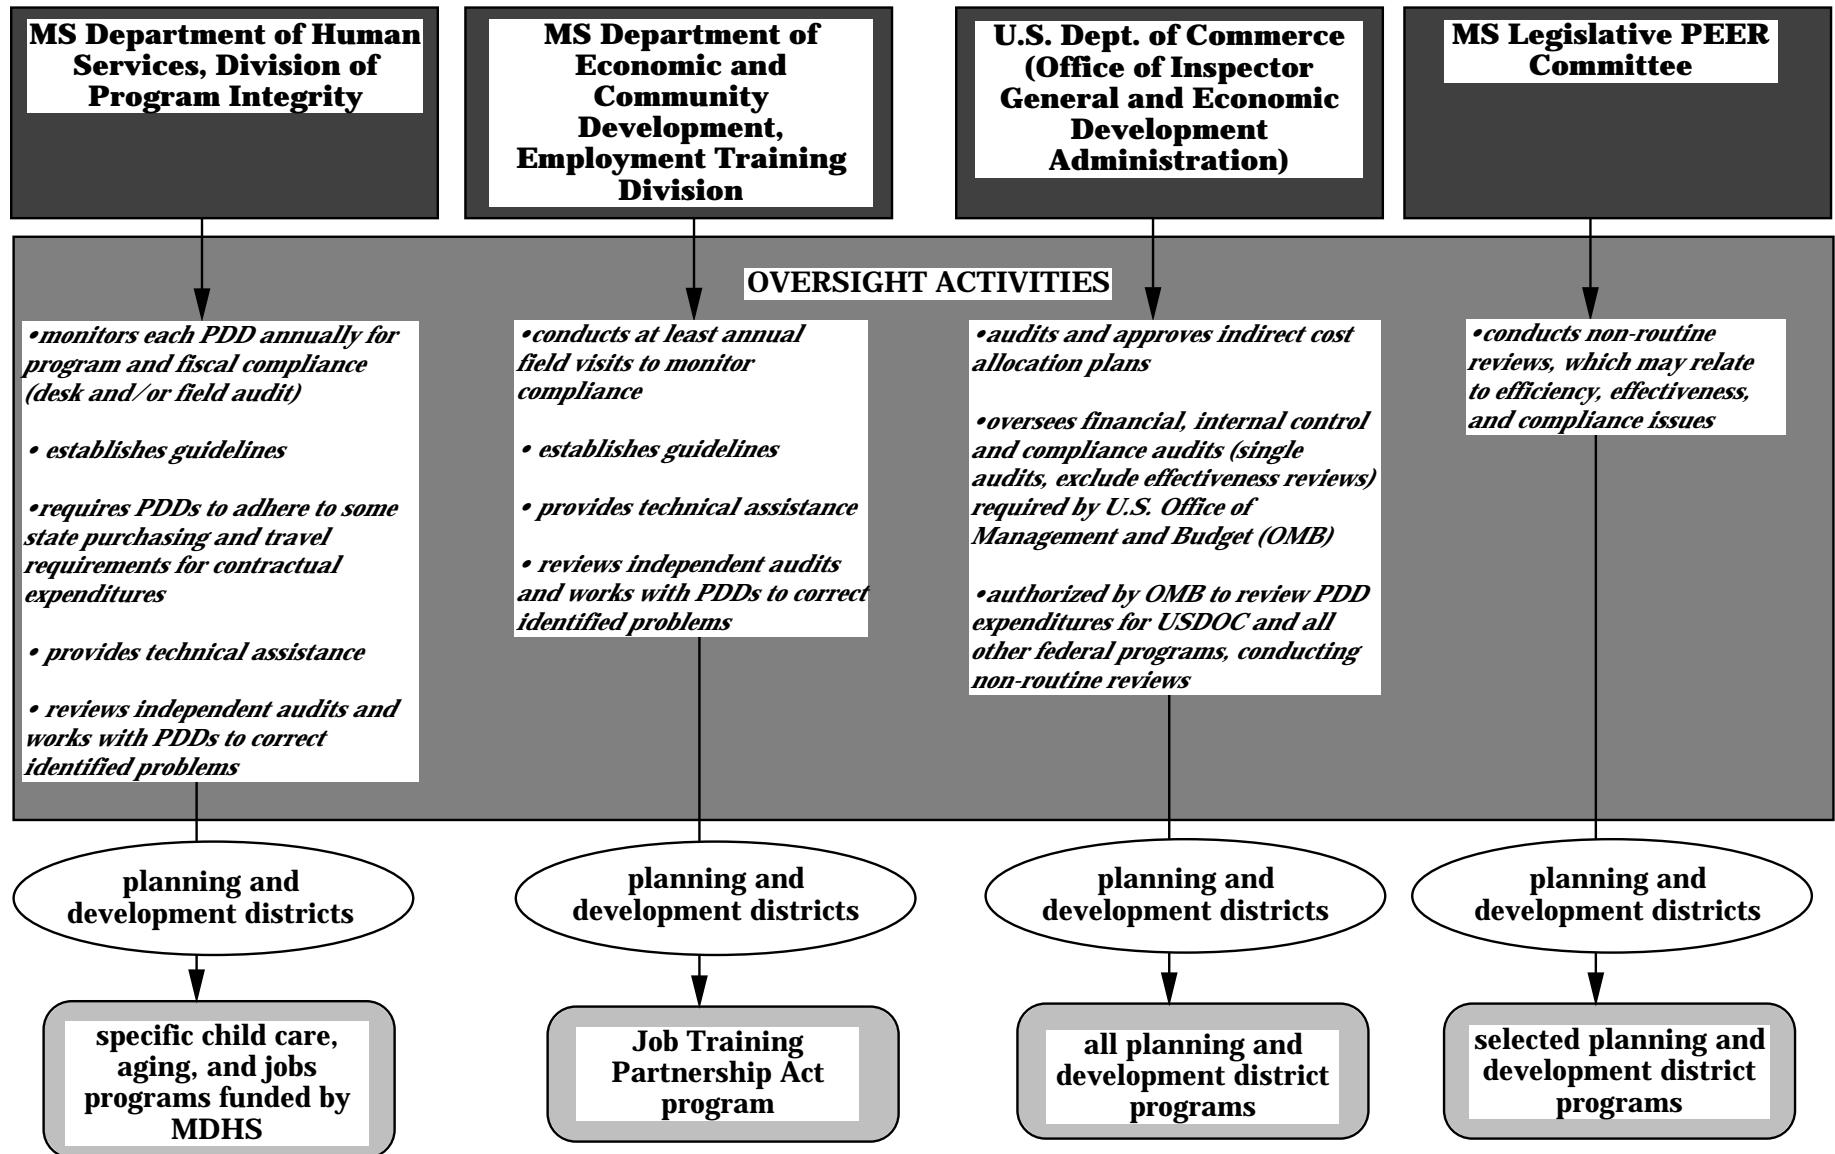 MS Department of Human
Services, Division of
Program Integrity
MS Department of
Economic and
Community
Development,
Employment Training
Division
U.S. Dept. of Commerce
(Office of Inspector
General and Economic
Development
Administration)
MS Legislative PEER
Committee
OVERSIGHT ACTIVITIES
•monitors each PDD annually for
program and fiscal compliance
(desk and/or field audit)
• establishes guidelines
•requires PDDs to adhere to some
state purchasing and travel
requirements for contractual
expenditures
• provides technical assistance
• reviews independent audits and
works with PDDs to correct
identified problems
•conducts at least annual
field visits to monitor
compliance
• establishes guidelines
• provides technical assistance
• reviews independent audits
and works with PDDs to correct
identified problems
•audits and approves indirect cost
allocation plans
•oversees financial, internal control
and compliance audits (single
audits, exclude effectiveness reviews)
required by U.S. Office of
Management and Budget (OMB)
•authorized by OMB to review PDD
expenditures for USDOC and all
other federal programs, conducting
non-routine reviews
•conducts non-routine
reviews, which may relate
to efficiency, effectiveness,
and compliance issues
planning and
development districts
planning and
development districts
planning and
development districts
planning and
development districts
specific child care,
aging, and jobs
programs funded by
MDHS
Job Training
Partnership Act
program
all planning and
development district
programs
selected planning and
development district
programs